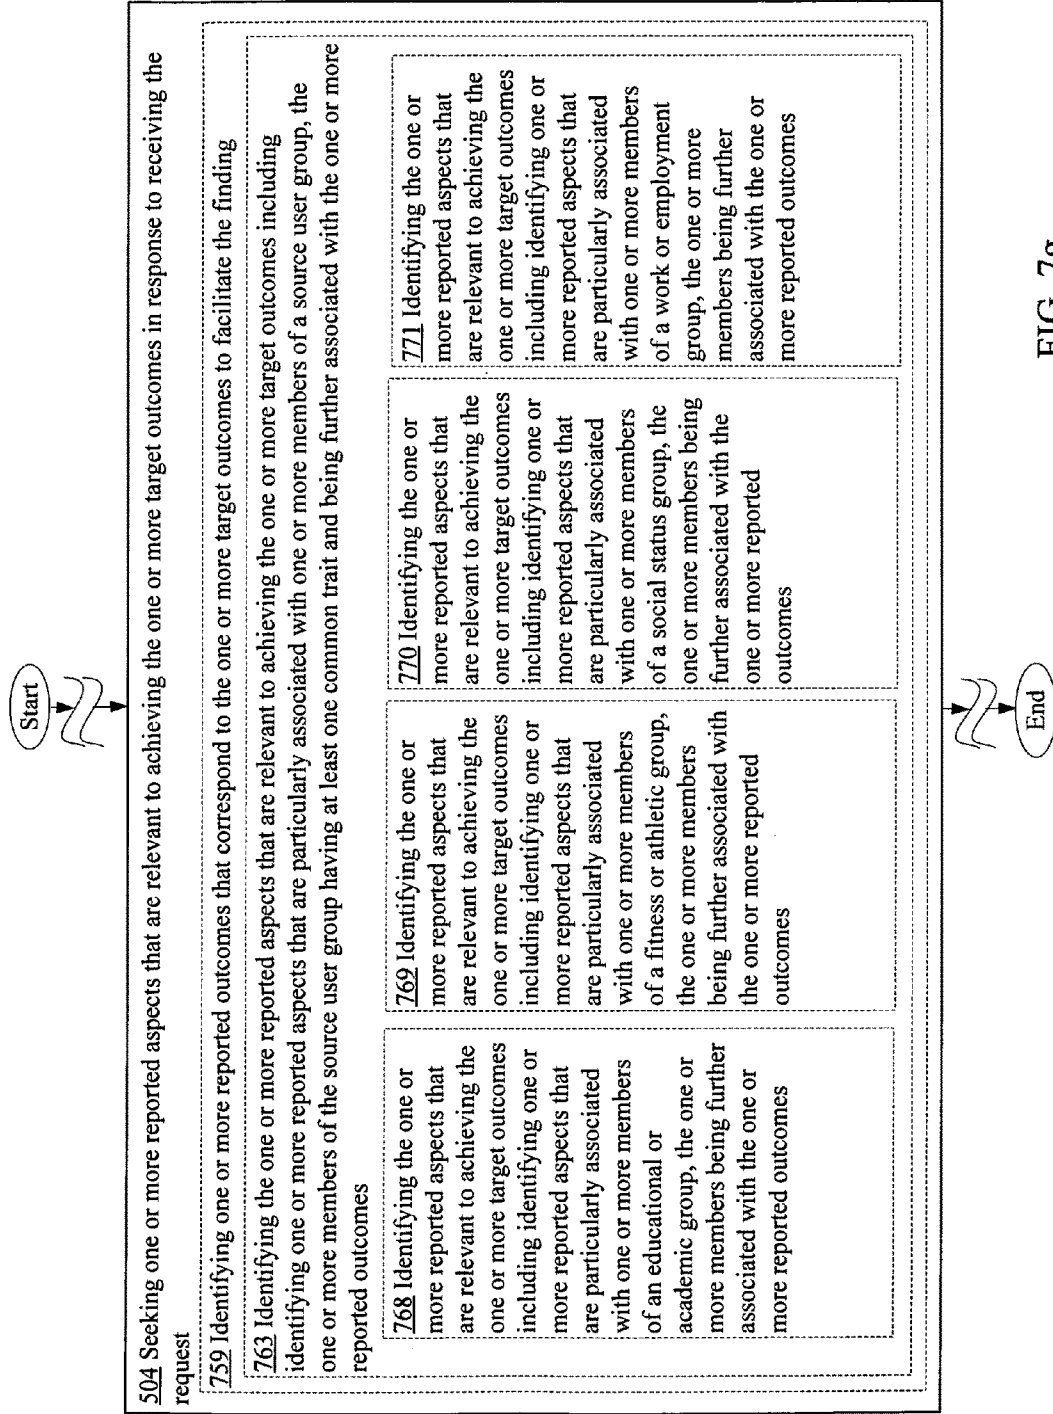 Start
504 Seeking one or more reported aspects that are relevant to achieving the one or more target outcomes in response to receiving the
request
759 Identifying one or more reported outcomes that correspond to the one or more target outcomes to facilitate the finding
763 Identifying the one or more reported aspects that are relevant to achieving the one or more target outcomes including
identifying one or more reported aspects that are particularly associated with one or more members of a source user group, the
one or more members of the source user group having at least one common trait and being further associated with the one or more
reported outcomes
768 Identifying the one or
more reported aspects that
are relevant to achieving the
one or more target outcomes
including identifying one or
more reported aspects that
are particularly associated
with one or more members
of an educational or
academic group, the one or
more members being further
associated with the one or
more reported outcomes
769 Identifying the one or
more reported aspects that
are relevant to achieving the
one or more target outcomes
including identifying one or
more reported aspects that
are particularly associated
with one or more members
of a fitness or athletic group,
the one or more members
being further associated with
the one or more reported
outcomes
770 Identifying the one or
more reported aspects that
are relevant to achieving the
one or more target outcomes
including identifying one or
more reported aspects that
are particularly associated
with one or more members
of a social status group, the
one or more members being
further associated with the
one or more reported
outcomes
771 Identifying the one or
more reported aspects that
are relevant to achieving the
one or more target outcomes
including identifying one or
more reported aspects that
are particularly associated
with one or more members
of a work or employment
group, the one or more
members being further
associated with the one or
more reported outcomes
End